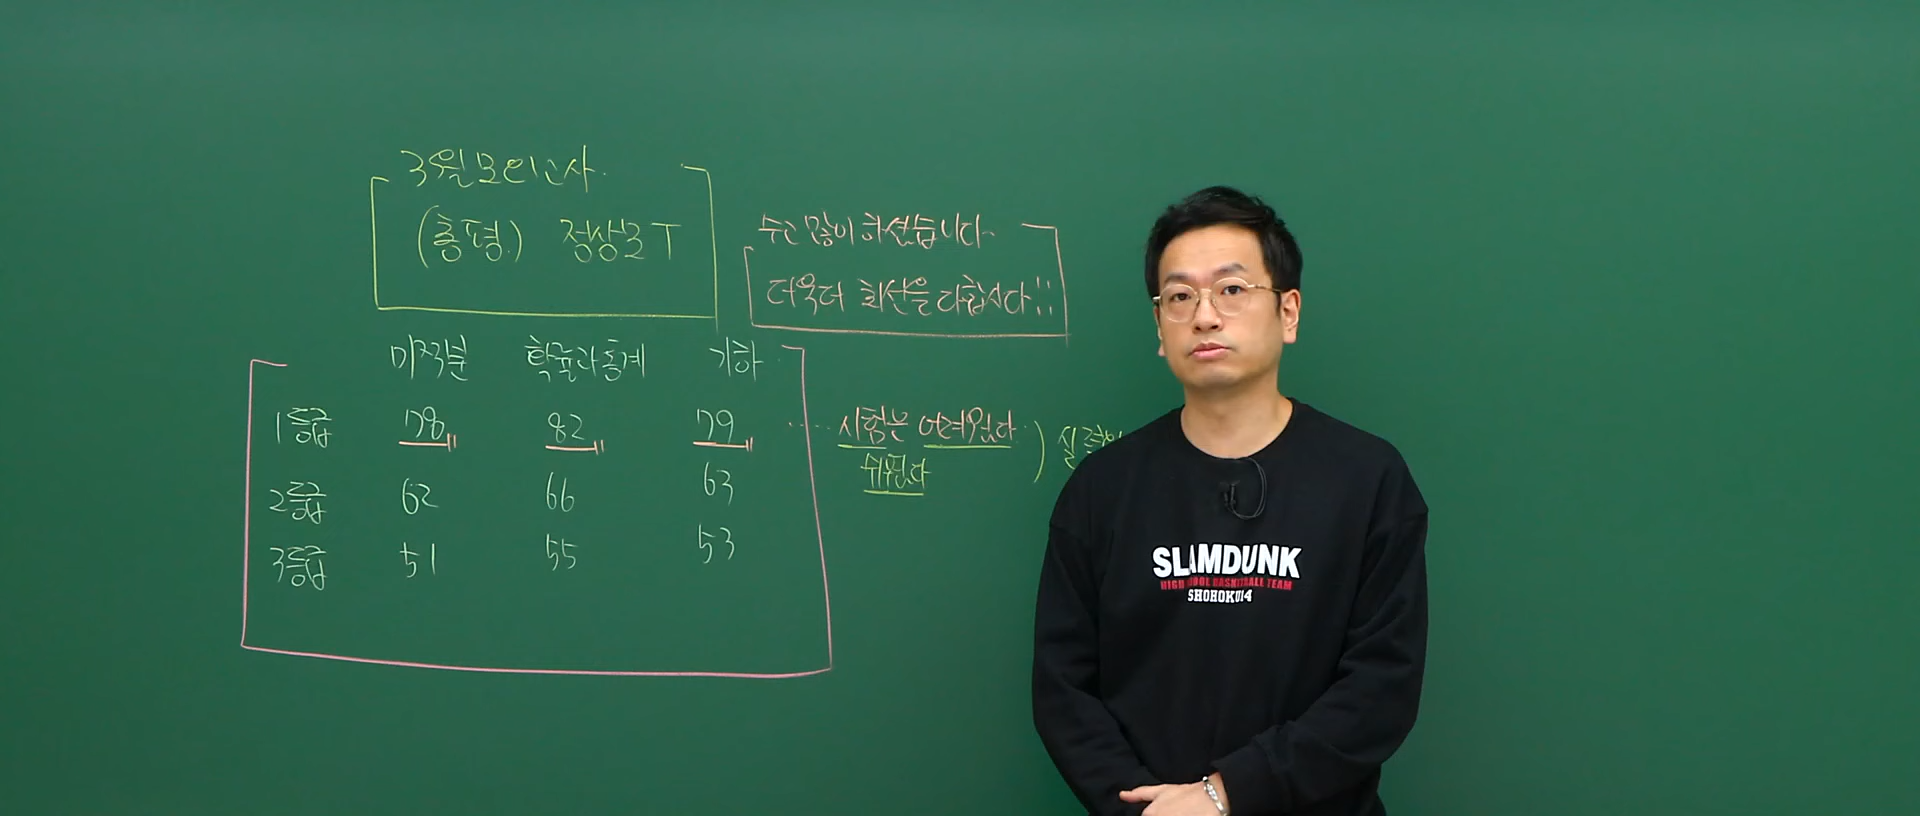 3월모의고사.
(총평.) 정상모T
수고 많이 하셨습니다~
더욱더 최선을 다합시다!!
미적분 확률과통계 기하
1등급 78 82 79 ..... 시험은 어려웠다.)
쉬웠다
2등급 62 66 63
3등급 51 55 53
SLAMDUNK
HIGH SCHOOL BASKETBALL TEAM
SHOHOKU14